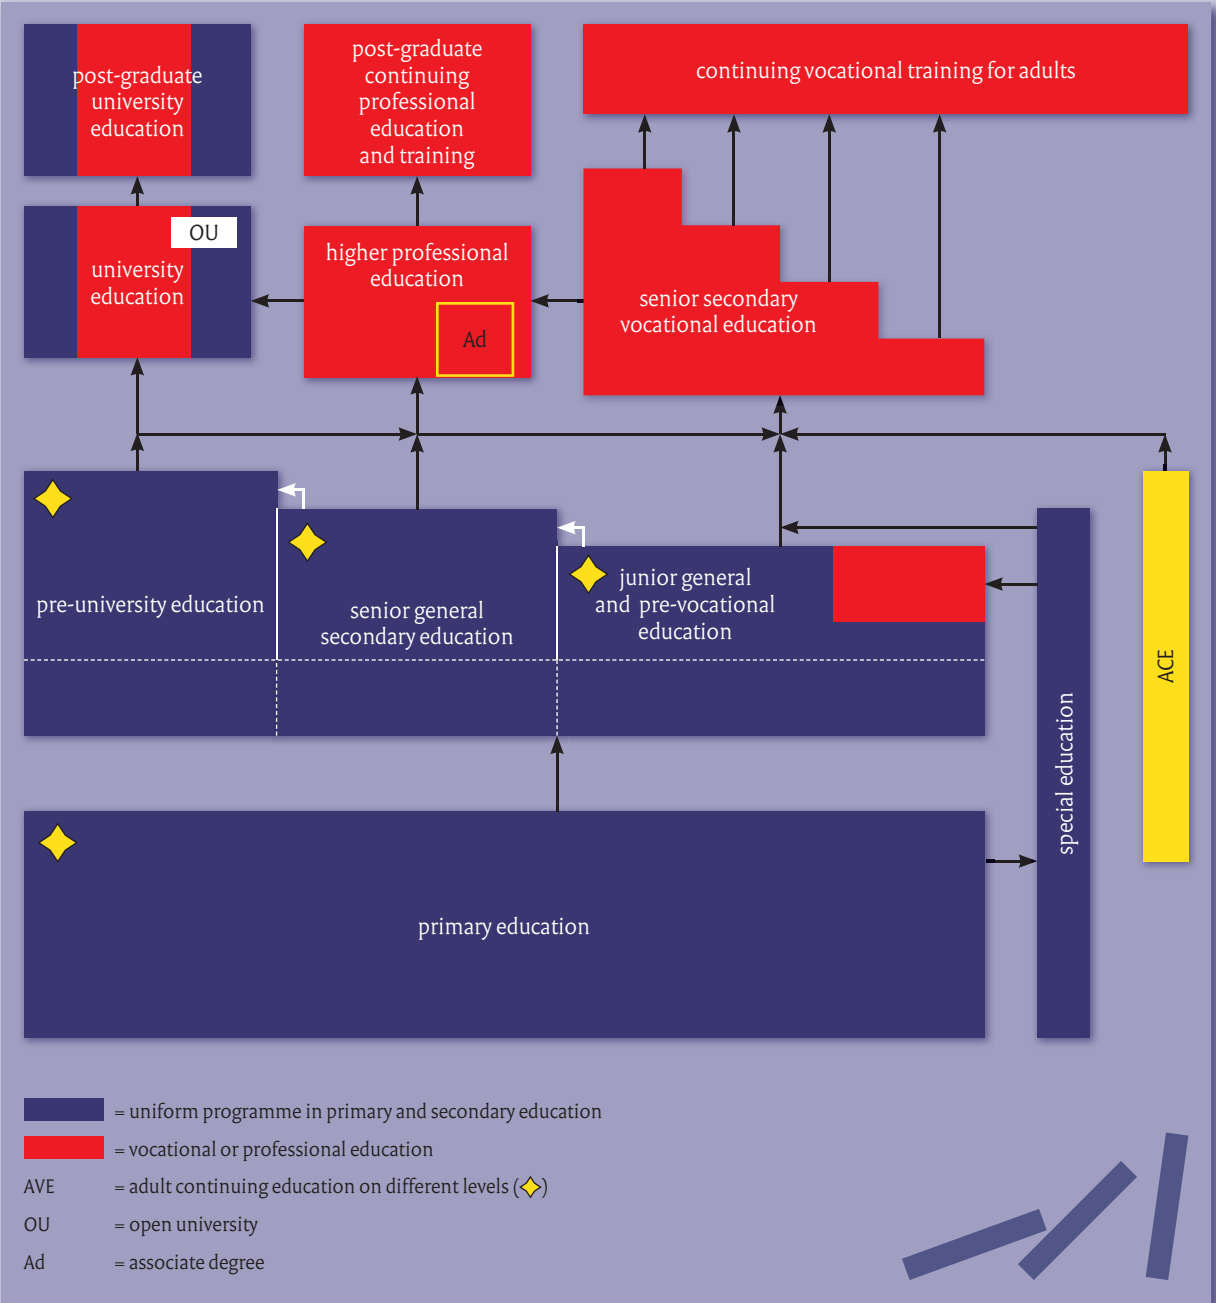 post-graduate
university
education
post-graduate
continuing
professional
education
and training
continuing vocational training for adults
OU
university
education
higher professional
education
Ad
senior secondary
vocational education
pre-university education
senior general
secondary education
junior general
and pre-vocational
education
ACE
special education
primary education
= uniform programme in primary and secondary education
= vocational or professional education
AVE = adult continuing education on different levels ( )
OU = open university
Ad = associate degree